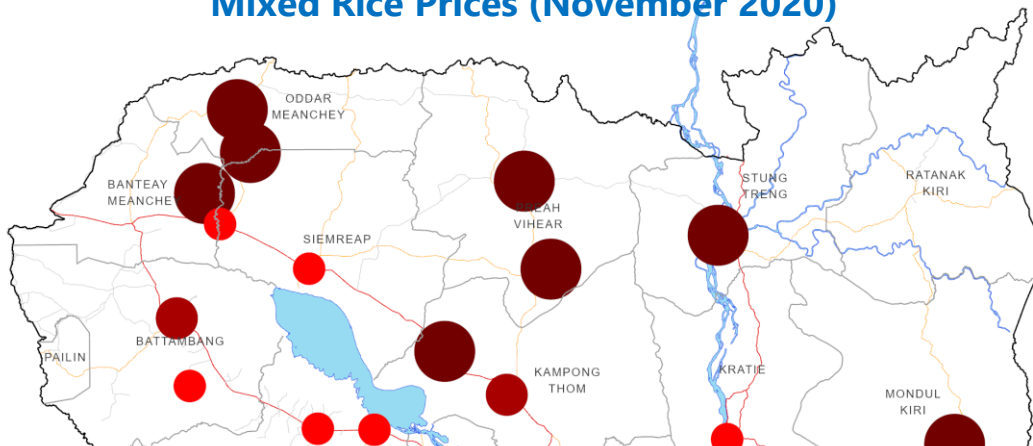 Mixed Rice Prices (November 2020)
ODDAR
MEANCHEY
BANTEAY
MEANCHEY
STUNG
TRENG
RATANAK
KIRI
PREAH
VIHEAR
SIEMREAP
BATTAMBANG
PAILIN
KAMPONG
THOM
KRATIE
MONDUL
KIRI